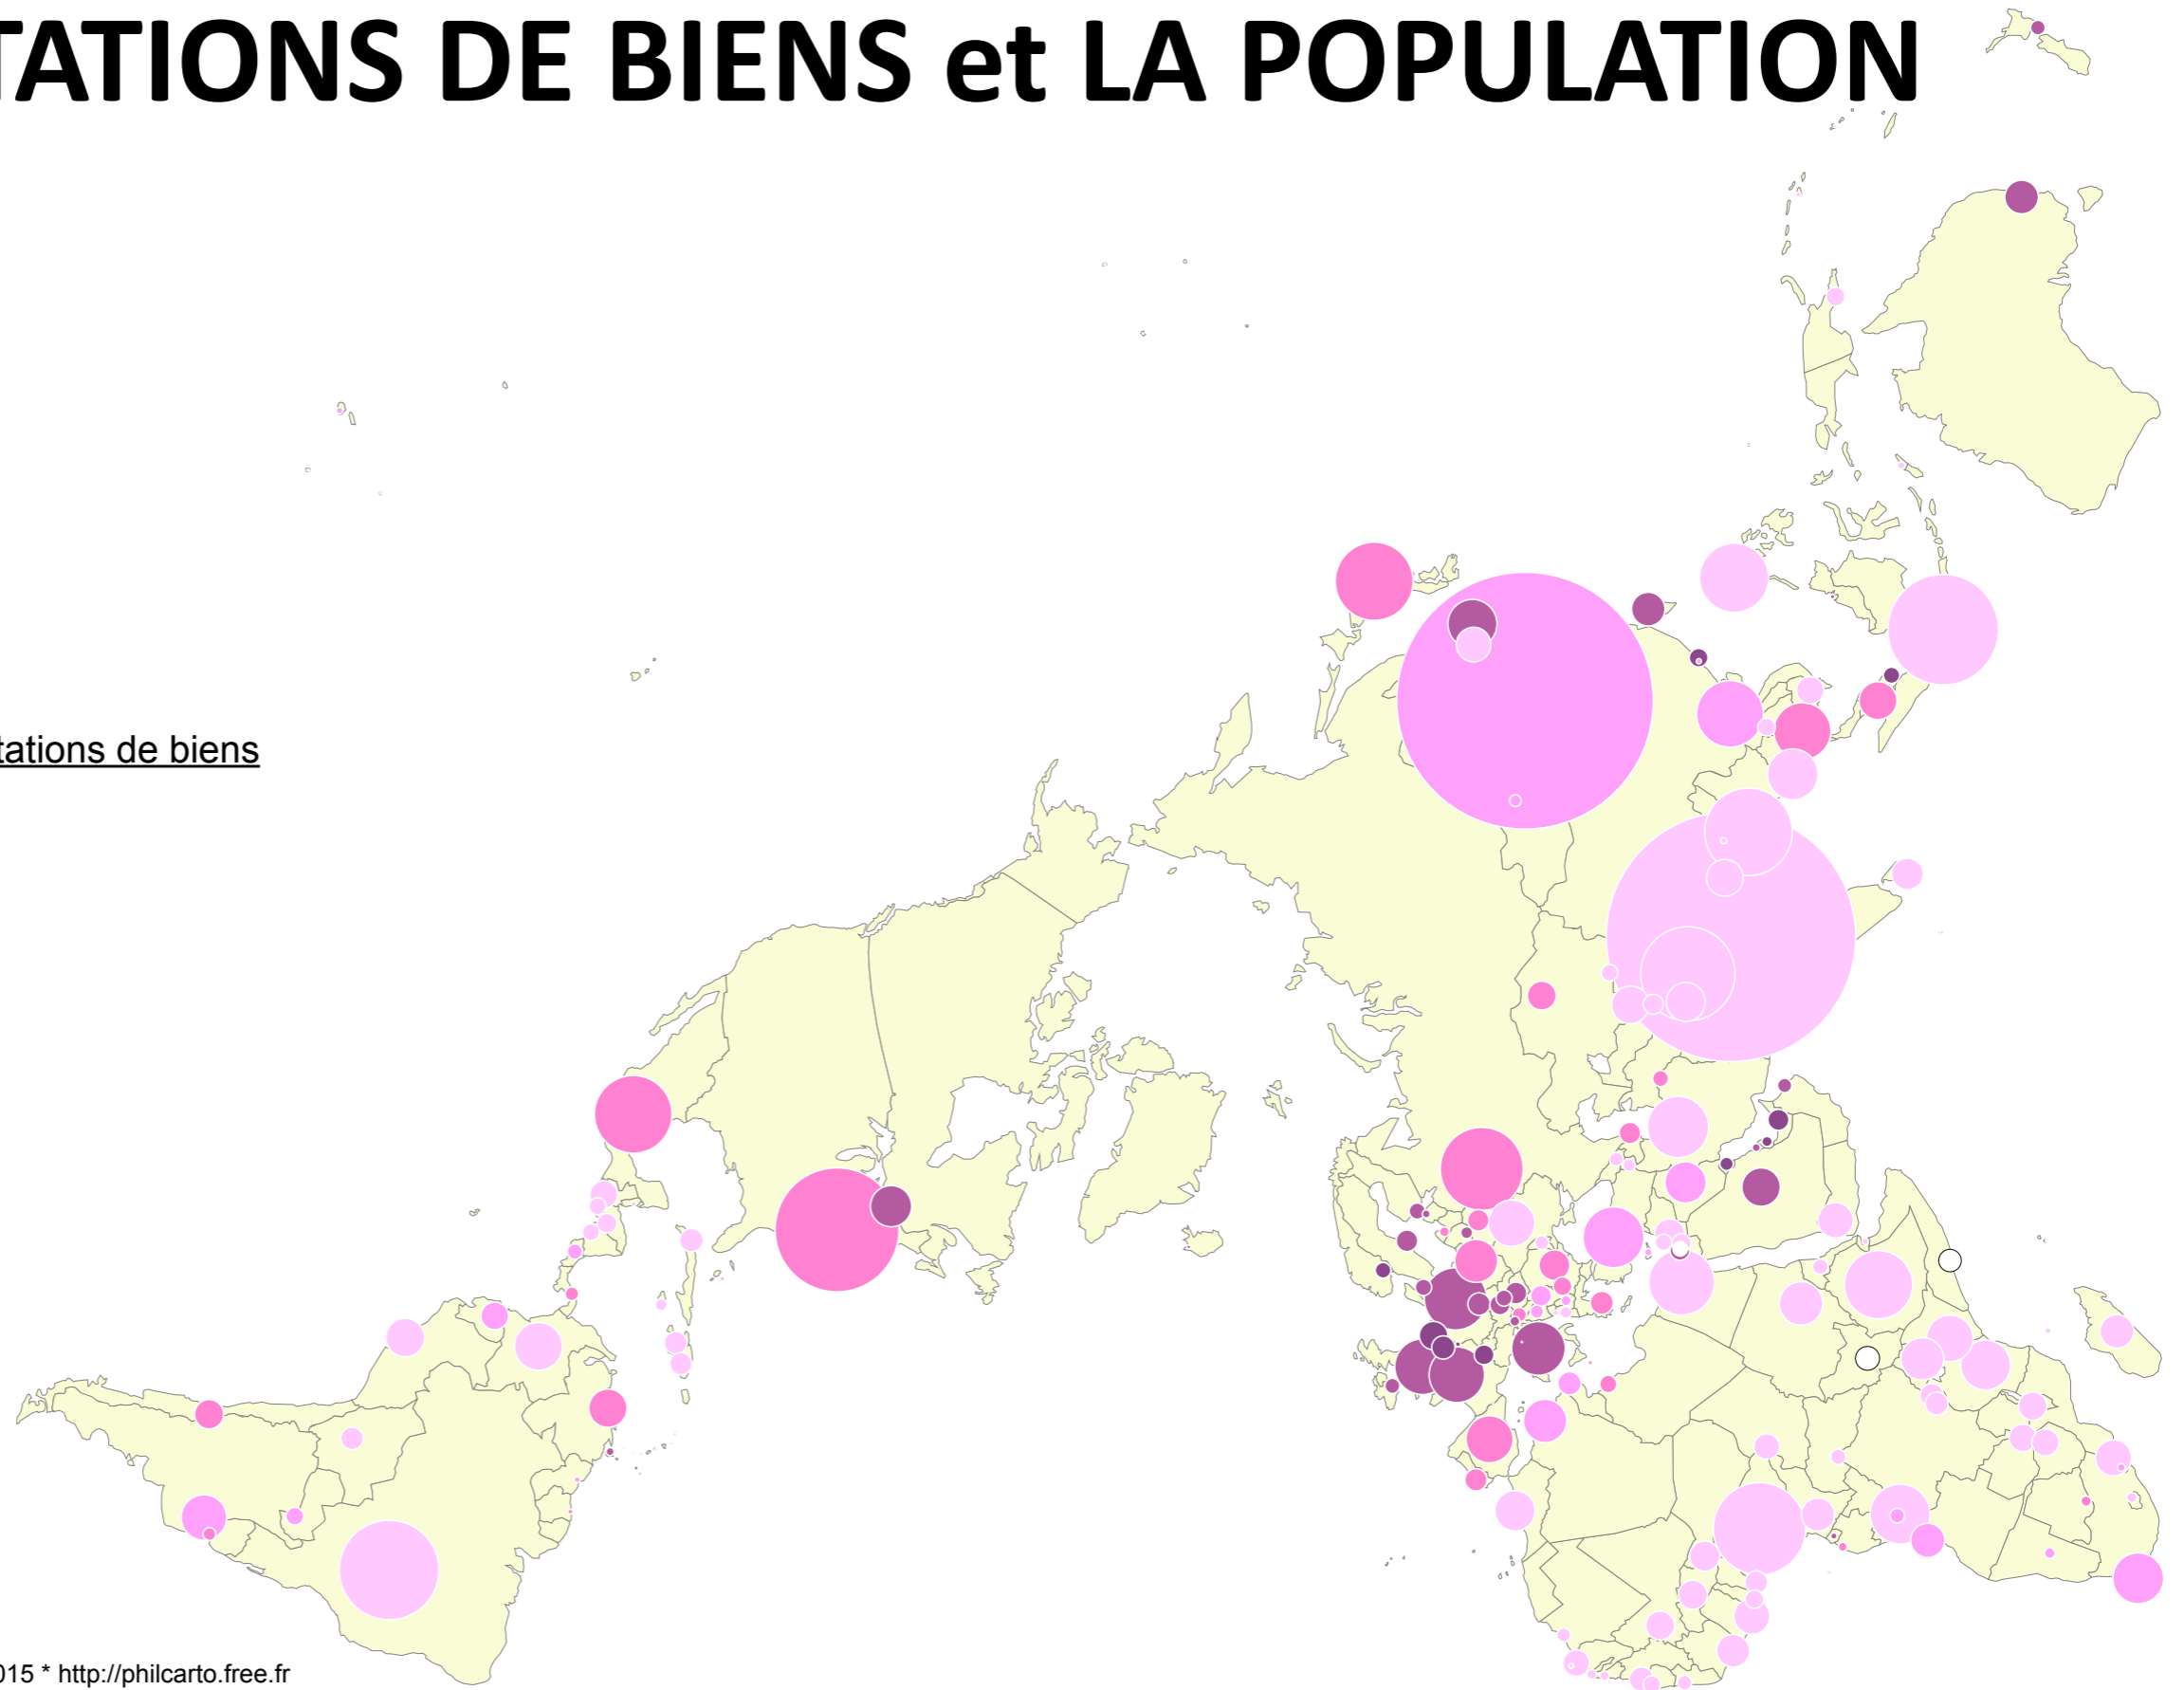 TATIONS DE BIENS et LA POPULATION
tations de biens
015 * http://philcarto.free.fr